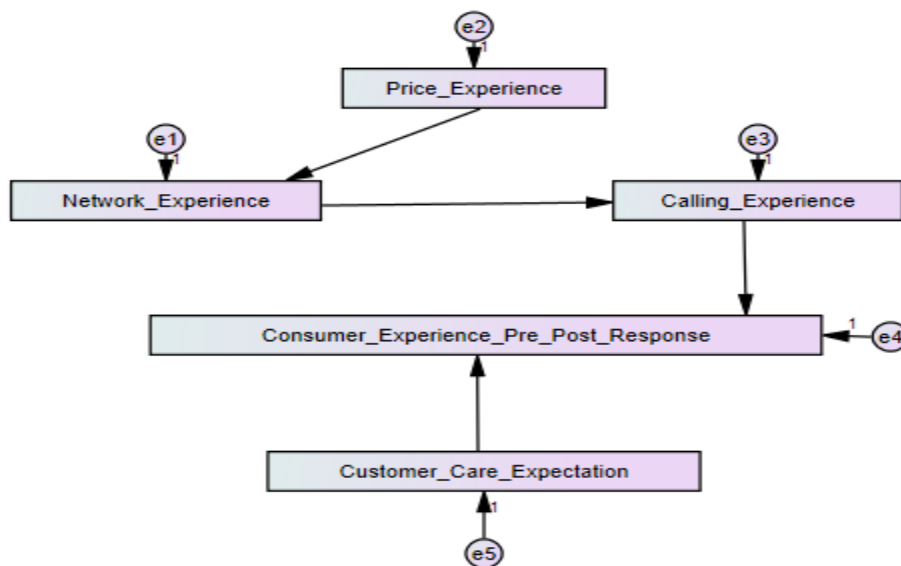 e2
1
Price_Experience
e1
1
e3
1
Network_Experience
Calling_Experience
Consumer_Experience_Pre_Post_Response
1
e4
Customer_Care_Expectation
1
e5